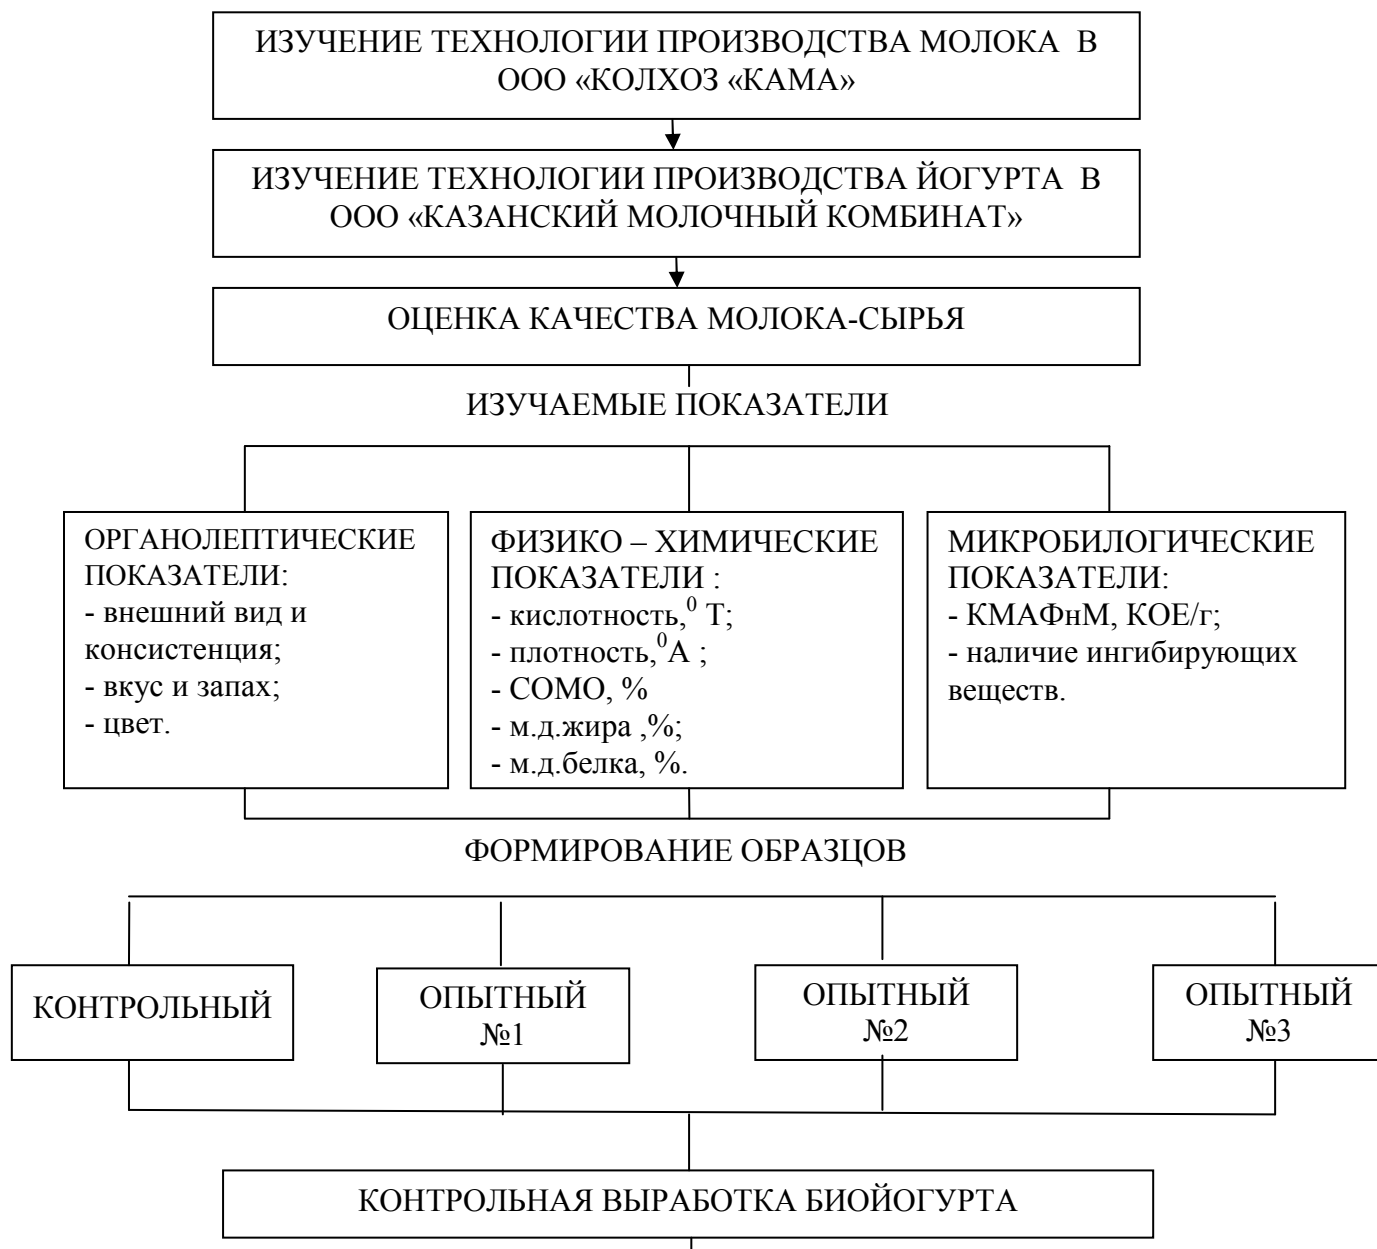 ИЗУЧЕНИЕ ТЕХНОЛОГИИ ПРОИЗВОДСТВА МОЛОКА В
ООО «КОЛХОЗ «КАМА»
ИЗУЧЕНИЕ ТЕХНОЛОГИИ ПРОИЗВОДСТВА ЙОГУРТА В
ООО «КАЗАНСКИЙ МОЛОЧНЫЙ КОМБИНАТ»
ОЦЕНКА КАЧЕСТВА МОЛОКА-СЫРЬЯ
ИЗУЧАЕМЫЕ ПОКАЗАТЕЛИ
ОРГАНОЛЕПТИЧЕСКИЕ
ПОКАЗАТЕЛИ:
- внешний вид и
консистенция;
- вкус и запах;
- цвет.
ФИЗИКО – ХИМИЧЕСКИЕ
ПОКАЗАТЕЛИ :
- кислотность,⁰ Т;
- плотность,⁰А ;
- СОМО, %
- м.д.жира ,%;
- м.д.белка, %.
МИКРОБИЛОГИЧЕСКИЕ
ПОКАЗАТЕЛИ:
- КМАФнМ, КОЕ/г;
- наличие ингибирующих
веществ.
ФОРМИРОВАНИЕ ОБРАЗЦОВ
КОНТРОЛЬНЫЙ
ОПЫТНЫЙ
№1
ОПЫТНЫЙ
№2
ОПЫТНЫЙ
№3
КОНТРОЛЬНАЯ ВЫРАБОТКА БИОЙОГУРТА